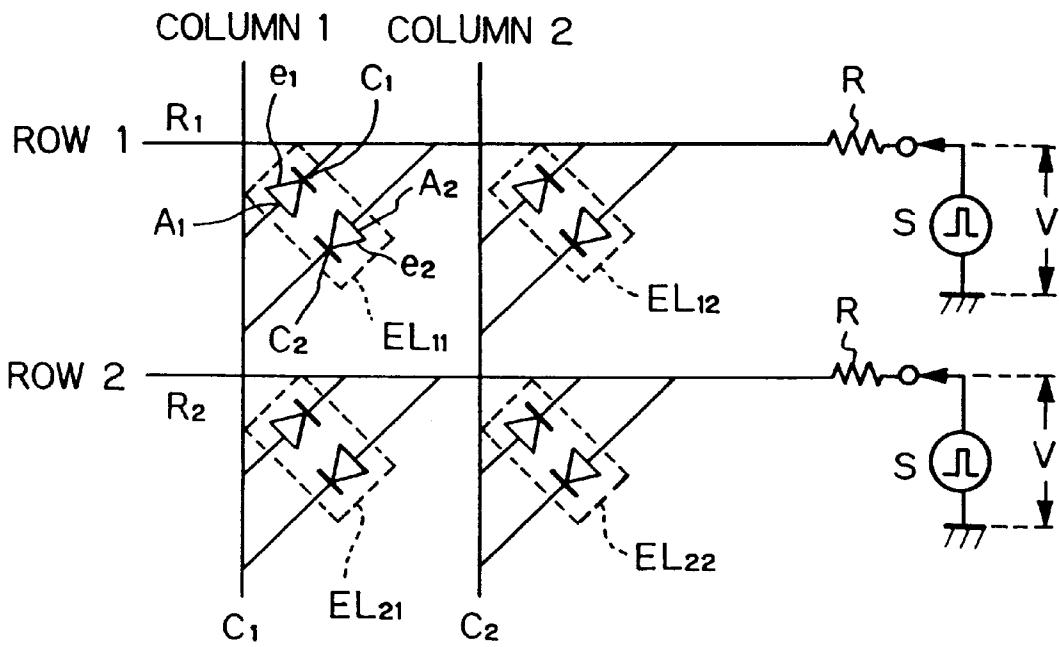 COLUMN 1 COLUMN 2
e1 C1 R
R1
ROW 1
A2
A1 S V
e2
EL12
C2 EL11
R
ROW 2
R2
S V
EL22
EL21
C1 C2